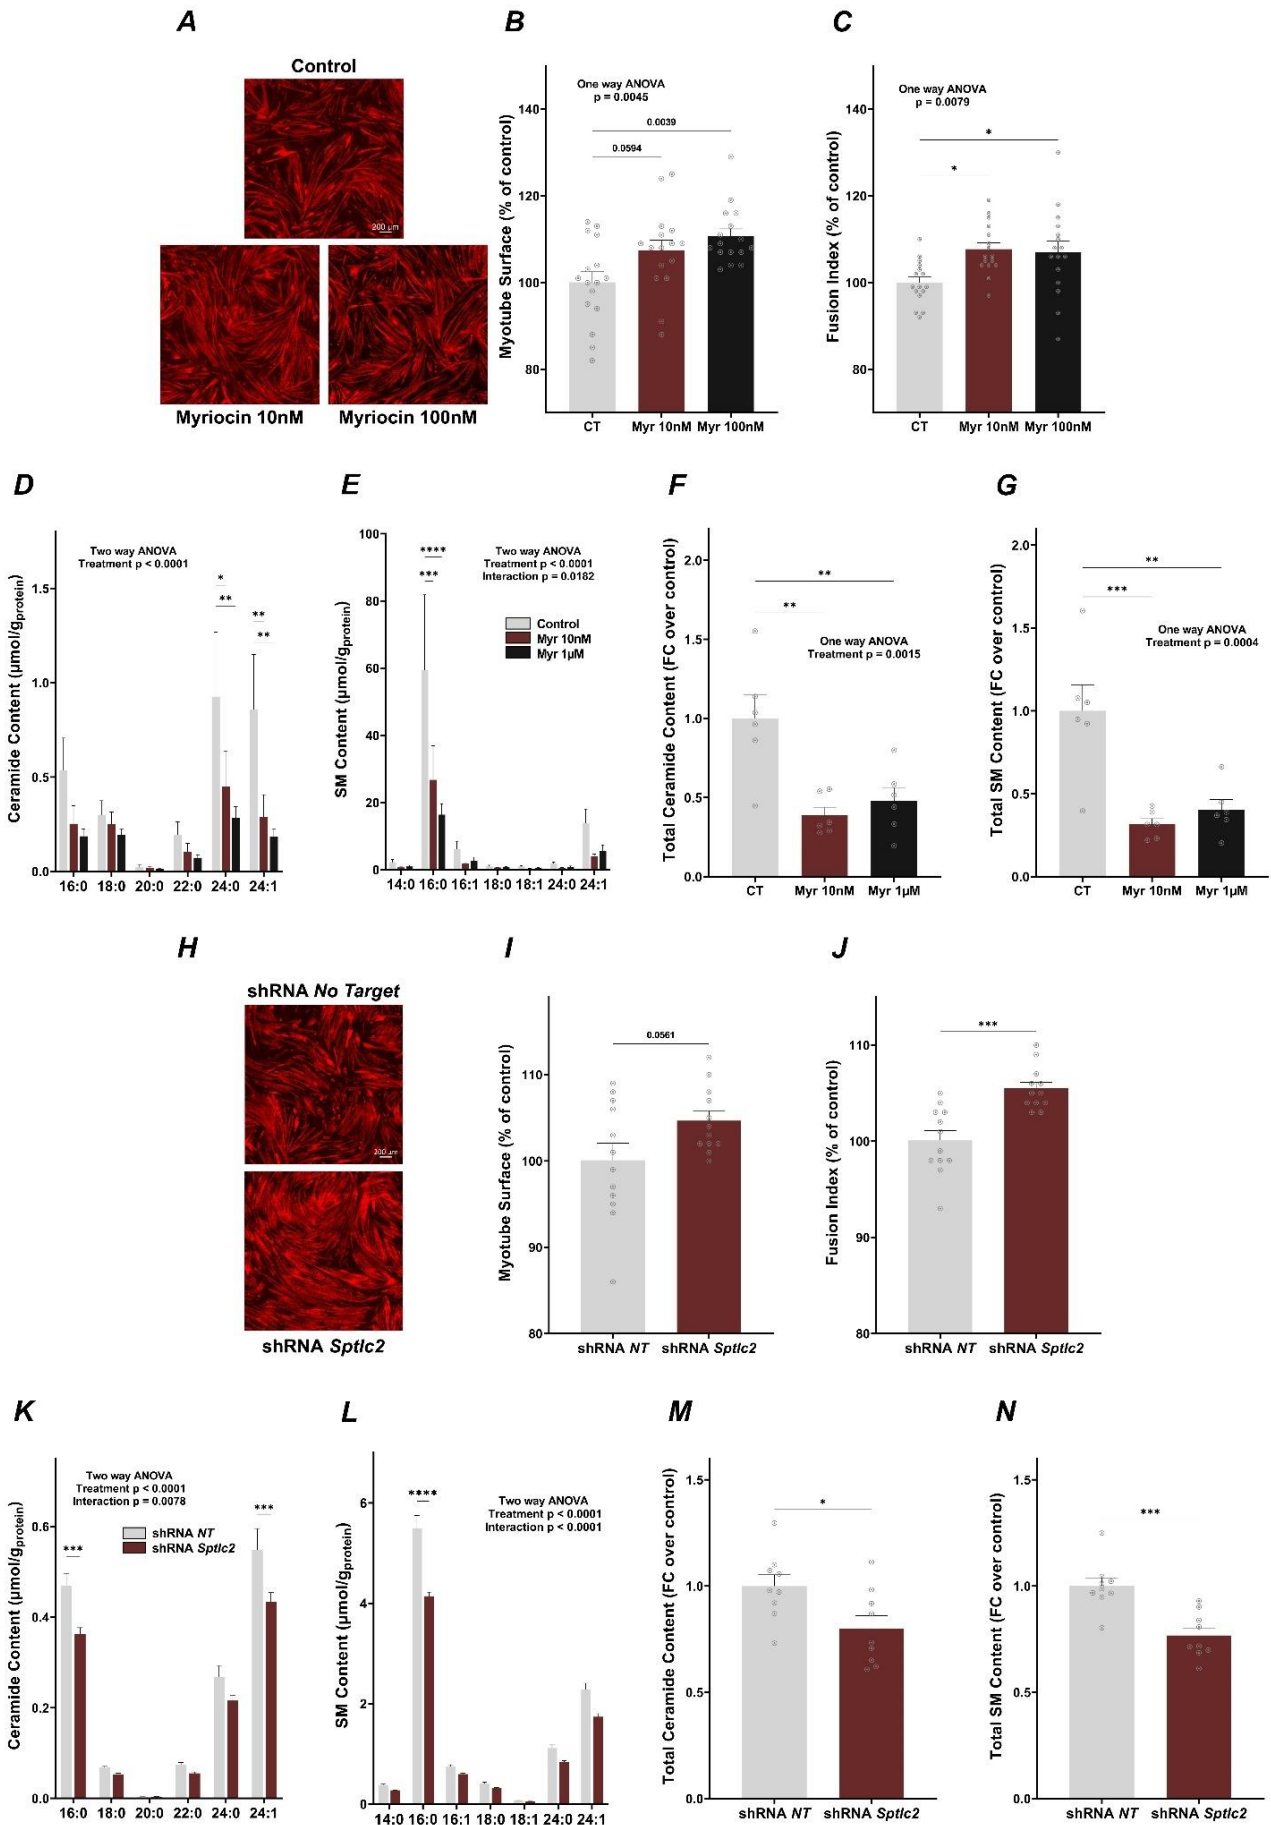 A
Control
200 µm
Myriocin 10nM
Myriocin 100nM
B
Myotube Surface (% of control)
One way ANOVA
p = 0.0045
0.0039
0.0594
140
120
100
80
CT
Myr 10nM
Myr 100nM
C
Fusion Index (% of control)
One way ANOVA
p = 0.0079
*
*
140
120
100
80
CT
Myr 10nM
Myr 100nM
D
Ceramide Content (µmol/gprotein)
Two way ANOVA
Treatment p < 0.0001
*
**
**
**
1.5
1.0
0.5
0.0
16:0
18:0
20:0
22:0
24:0
24:1
E
SM Content (µmol/gprotein)
****
***
Two way ANOVA
Treatment p < 0.0001
Interaction p = 0.0182
Control
Myr 10nM
Myr 1µM
100
80
60
40
20
0
14:0
16:0
16:1
18:0
18:1
24:0
24:1
F
Total Ceramide Content (FC over control)
**
**
One way ANOVA
Treatment p = 0.0015
2.0
1.5
1.0
0.5
0.0
CT
Myr 10nM
Myr 1µM
G
Total SM Content (FC over control)
**
***
One way ANOVA
Treatment p = 0.0004
2.0
1.5
1.0
0.5
0.0
CT
Myr 10nM
Myr 1µM
H
shRNA No Target
200 µm
shRNA Sptlc2
I
Myotube Surface (% of control)
0.0561
110
100
90
80
shRNA NT
shRNA Sptlc2
J
Fusion Index (% of control)
***
110
100
90
80
shRNA NT
shRNA Sptlc2
K
Ceramide Content (µmol/gprotein)
Two way ANOVA
Treatment p < 0.0001
Interaction p = 0.0078
shRNA NT
shRNA Sptlc2
***
***
0.6
0.4
0.2
0.0
16:0
18:0
20:0
22:0
24:0
24:1
L
SM Content (µmol/gprotein)
****
Two way ANOVA
Treatment p < 0.0001
Interaction p < 0.0001
6
4
2
0
14:0
16:0
16:1
18:0
18:1
24:0
24:1
M
Total Ceramide Content (FC over control)
*
1.5
1.0
0.5
0.0
shRNA NT
shRNA Sptlc2
N
Total SM Content (FC over control)
***
1.5
1.0
0.5
0.0
shRNA NT
shRNA Sptlc2